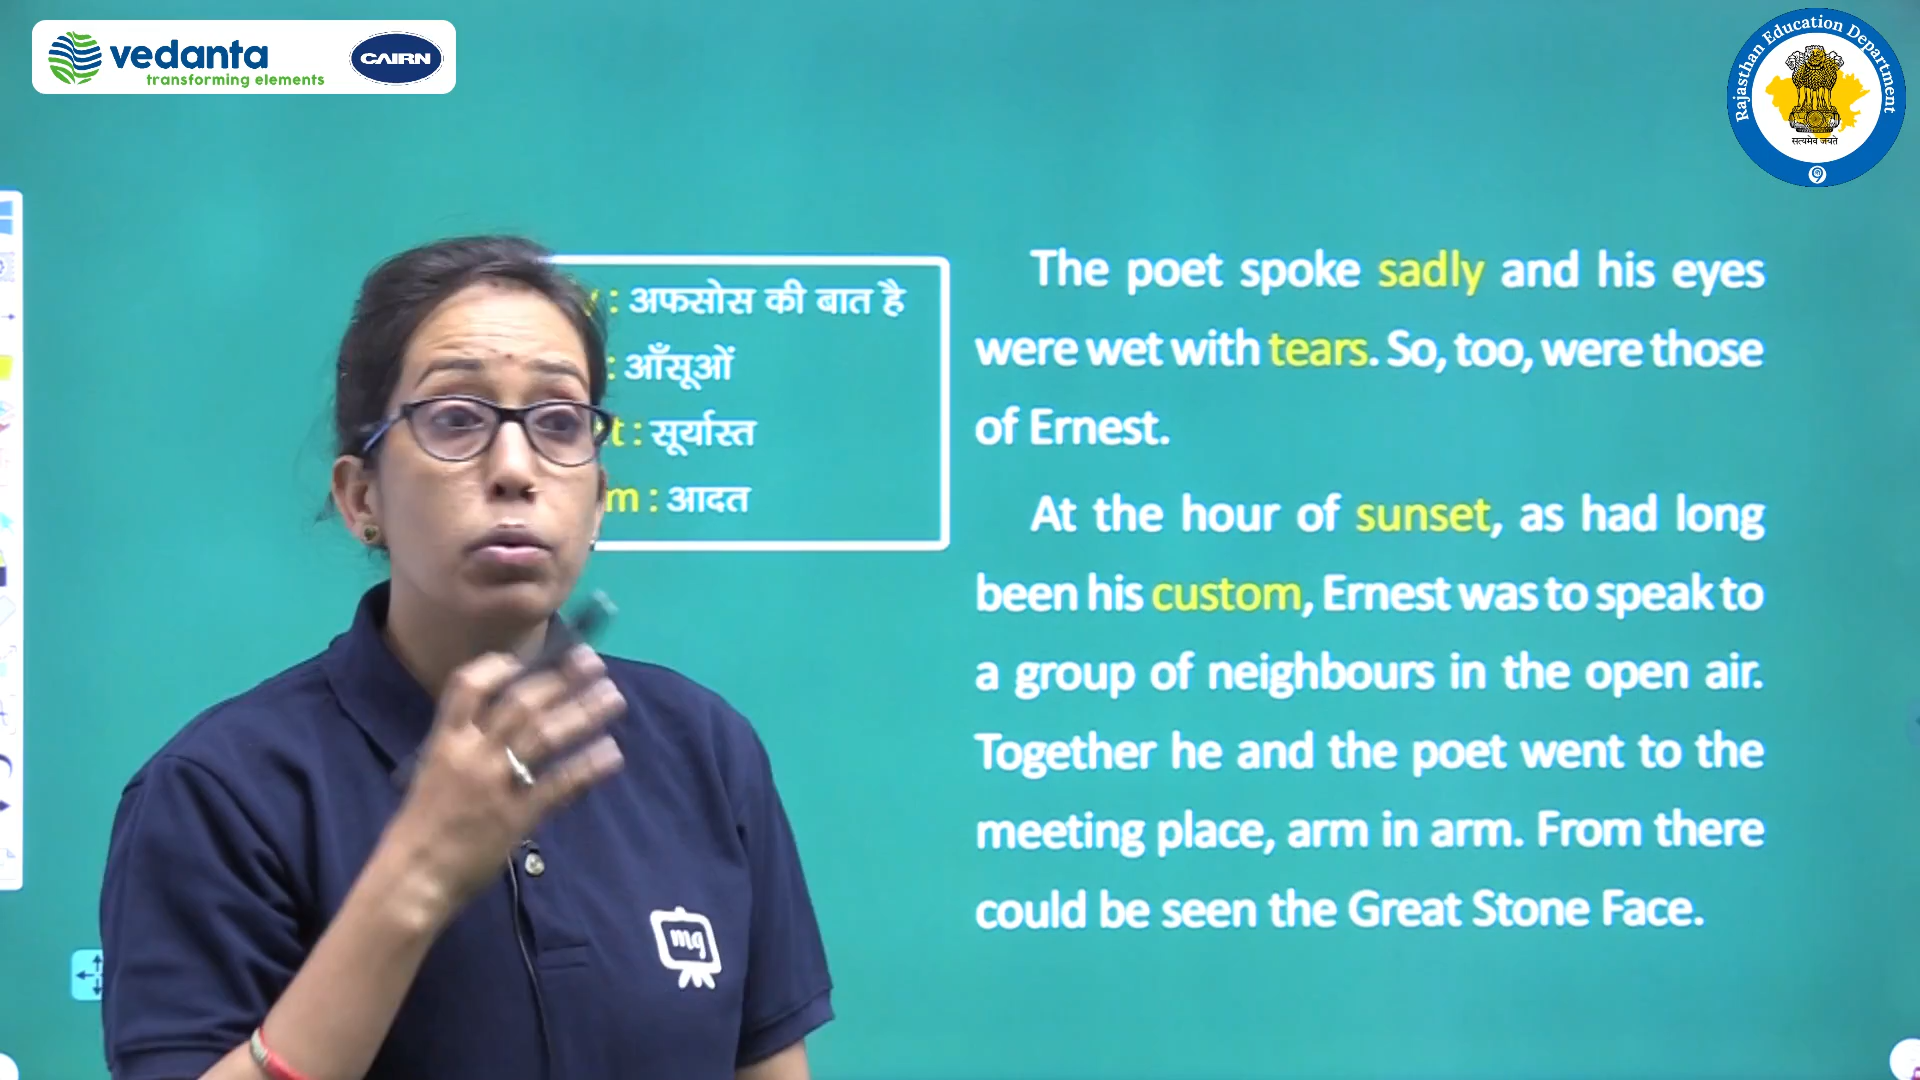 vedanta
transforming elements
CAIRN
Rajasthan Education Department
सत्यमेव जयते
: अफसोस की बात है
: आँसूओं
t : सूर्यास्त
m : आदत
The poet spoke sadly and his eyes
were wet with tears. So, too, were those
of Ernest.
At the hour of sunset, as had long
been his custom, Ernest was to speak to
a group of neighbours in the open air.
Together he and the poet went to the
meeting place, arm in arm. From there
could be seen the Great Stone Face.
mg